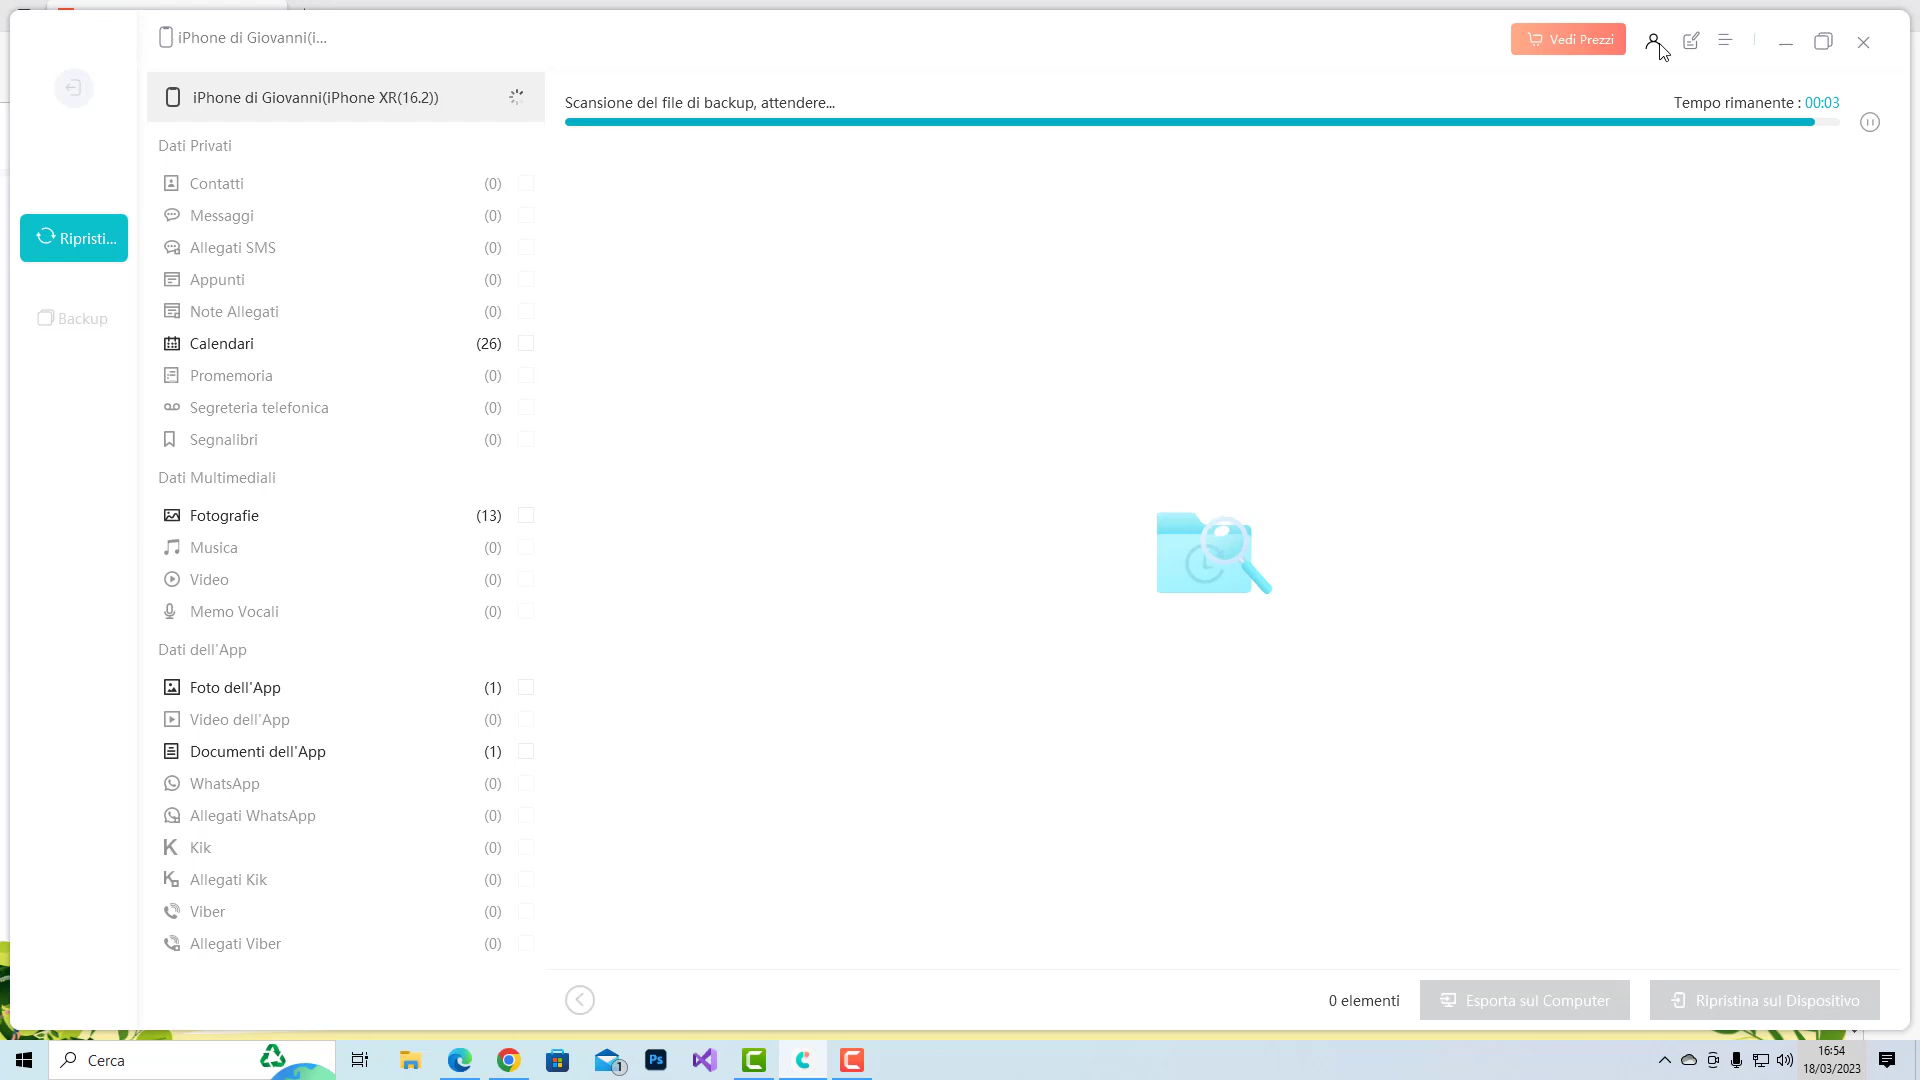 iPhone di Giovanni(i...
Vedi Prezzi
iPhone di Giovanni(iPhone XR(16.2))
Scansione del file di backup, attendere...
Tempo rimanente : 00:03
Ripristi...
Backup
Dati Privati
Contatti (0)
Messaggi (0)
Allegati SMS (0)
Appunti (0)
Note Allegati (0)
Calendari (26)
Promemoria (0)
Segreteria telefonica (0)
Segnalibri (0)
Dati Multimediali
Fotografie (13)
Musica (0)
Video (0)
Memo Vocali (0)
Dati dell'App
Foto dell'App (1)
Video dell'App (0)
Documenti dell'App (1)
WhatsApp (0)
Allegati WhatsApp (0)
Kik (0)
Allegati Kik (0)
Viber (0)
Allegati Viber (0)
0 elementi
Esporta sul Computer
Ripristina sul Dispositivo
Cerca
1
Ps
16:54
18/03/2023